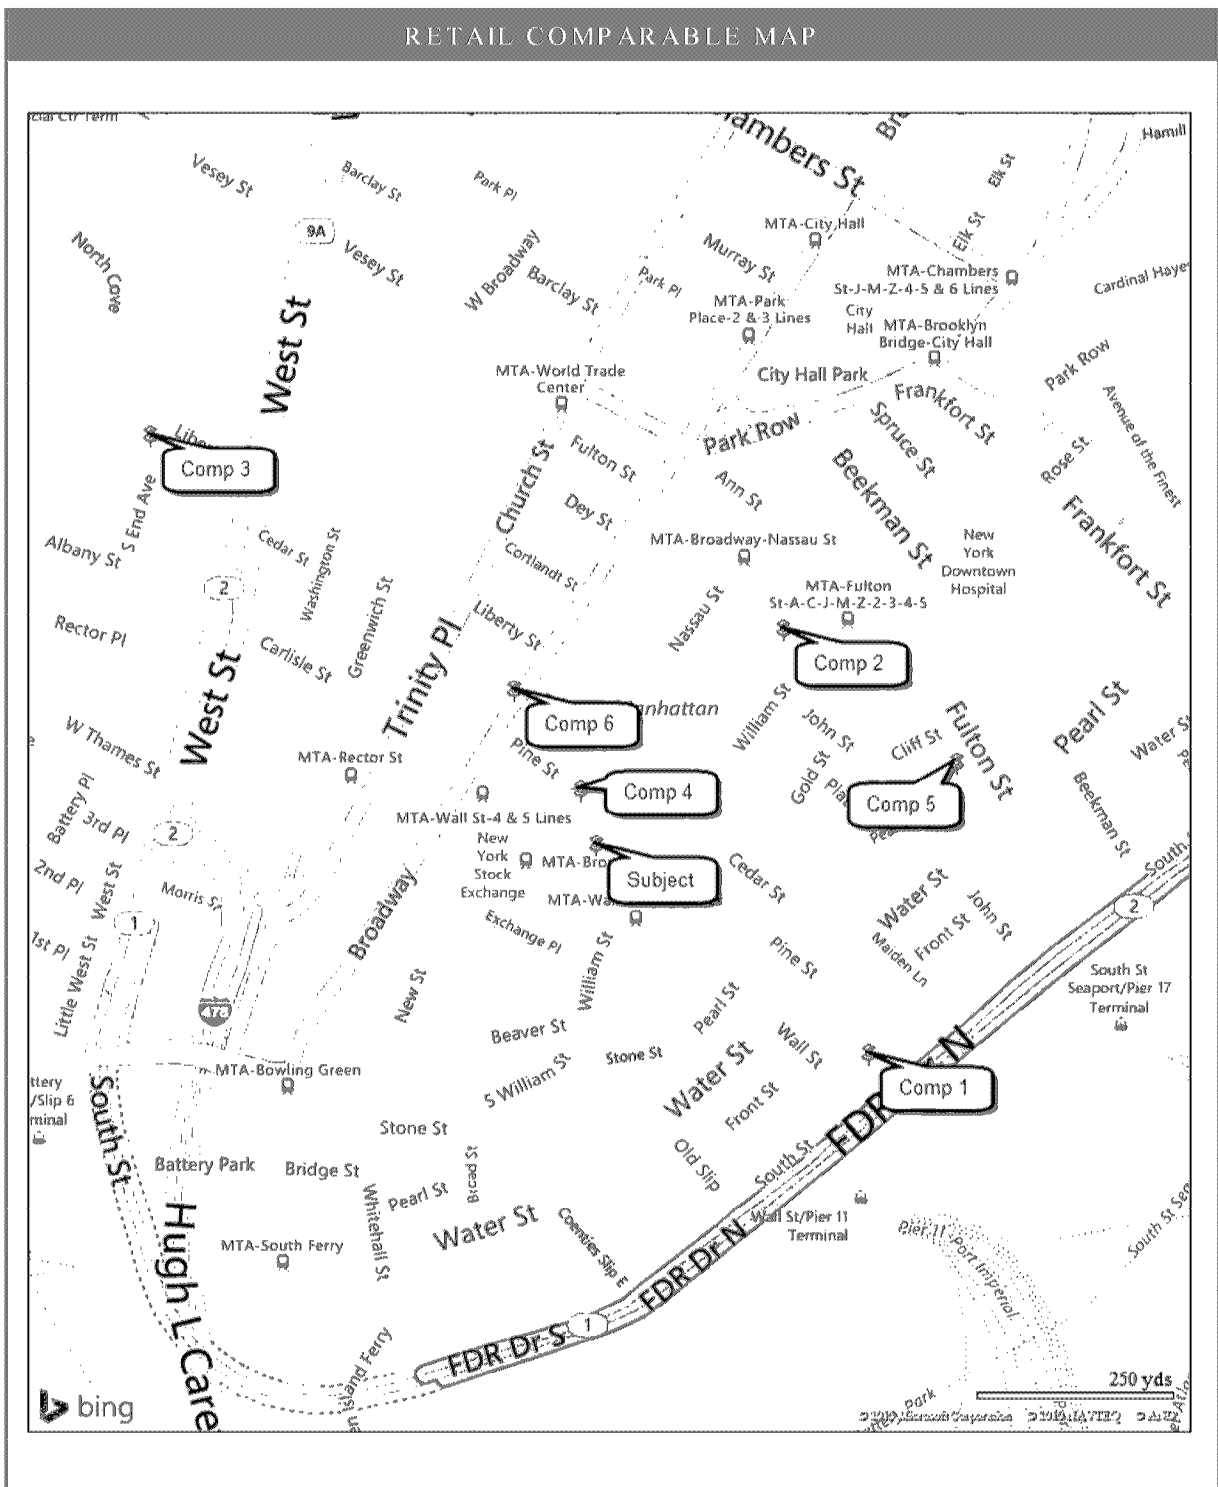 RETAIL COMPARABLE MAP
Hamill
Vesey St
Barclay St
Park Pl
Elk St
9A
MTA-City Hall
Elk St
North Cove
Vesey St
W Broadway
Murray St
Barclay St
Park Pl
MTA-Chambers
St-J-M-Z-4-5 & 6 Lines
MTA-Park
Place-2 & 3 Lines
City
Hall
MTA-Brooklyn
Bridge-City Hall
West St
MTA-World Trade
Center
City Hall Park
Park Row
Frankfort St
Avenue of the Finest
Spruce St
Park Row
Comp 3
Fulton St
Church St
Beekman St
Rose St
Ann St
S End Ave
Dey St
Frankfort St
Albany St
Cedar St
Washington St
Cortlandt St
MTA-Broadway-Nassau St
New
York
Downtown
Hospital
2
Greenwich St
MTA-Fulton
St-A-C-J-M-Z-2-3-4-5
Rector Pl
Carlisle St
Liberty St
Nassau St
Trinity Pl
Comp 2
West St
Comp 6
William St
John St
Cliff St
Fulton St
Pearl St
Water St
W Thames St
MTA-Rector St
Pine St
Comp 4
Gold St
Comp 5
Beekman St
Battery Pl
3rd Pl
2
MTA-Wall St-4 & 5 Lines
New
York
Stock
Exchange
Subject
2nd Pl
West St
Morris St
Cedar St
Water St
John St
2
1
Broadway
Exchange Pl
Front St
Maiden Ln
1st Pl
Little West St
William St
Pine St
South St
Seaport/Pier 17
Terminal
New St
Pearl St
Beaver St
Wall St
Stone St
Water St
MTA-Bowling Green
S William St
Comp 1
Front St
South St
Stone St
Battery Park
Bridge St
Broad St
Old Slip
South St
Pearl St
Whitehall St
Water St
Coenties Slip E
Wall St/Pier 11
Terminal
MTA-South Ferry
FDR Dr N
Pier 11
Port Imperial
Hugh L Care
1
FDR Dr S
250 yds
bing
Park